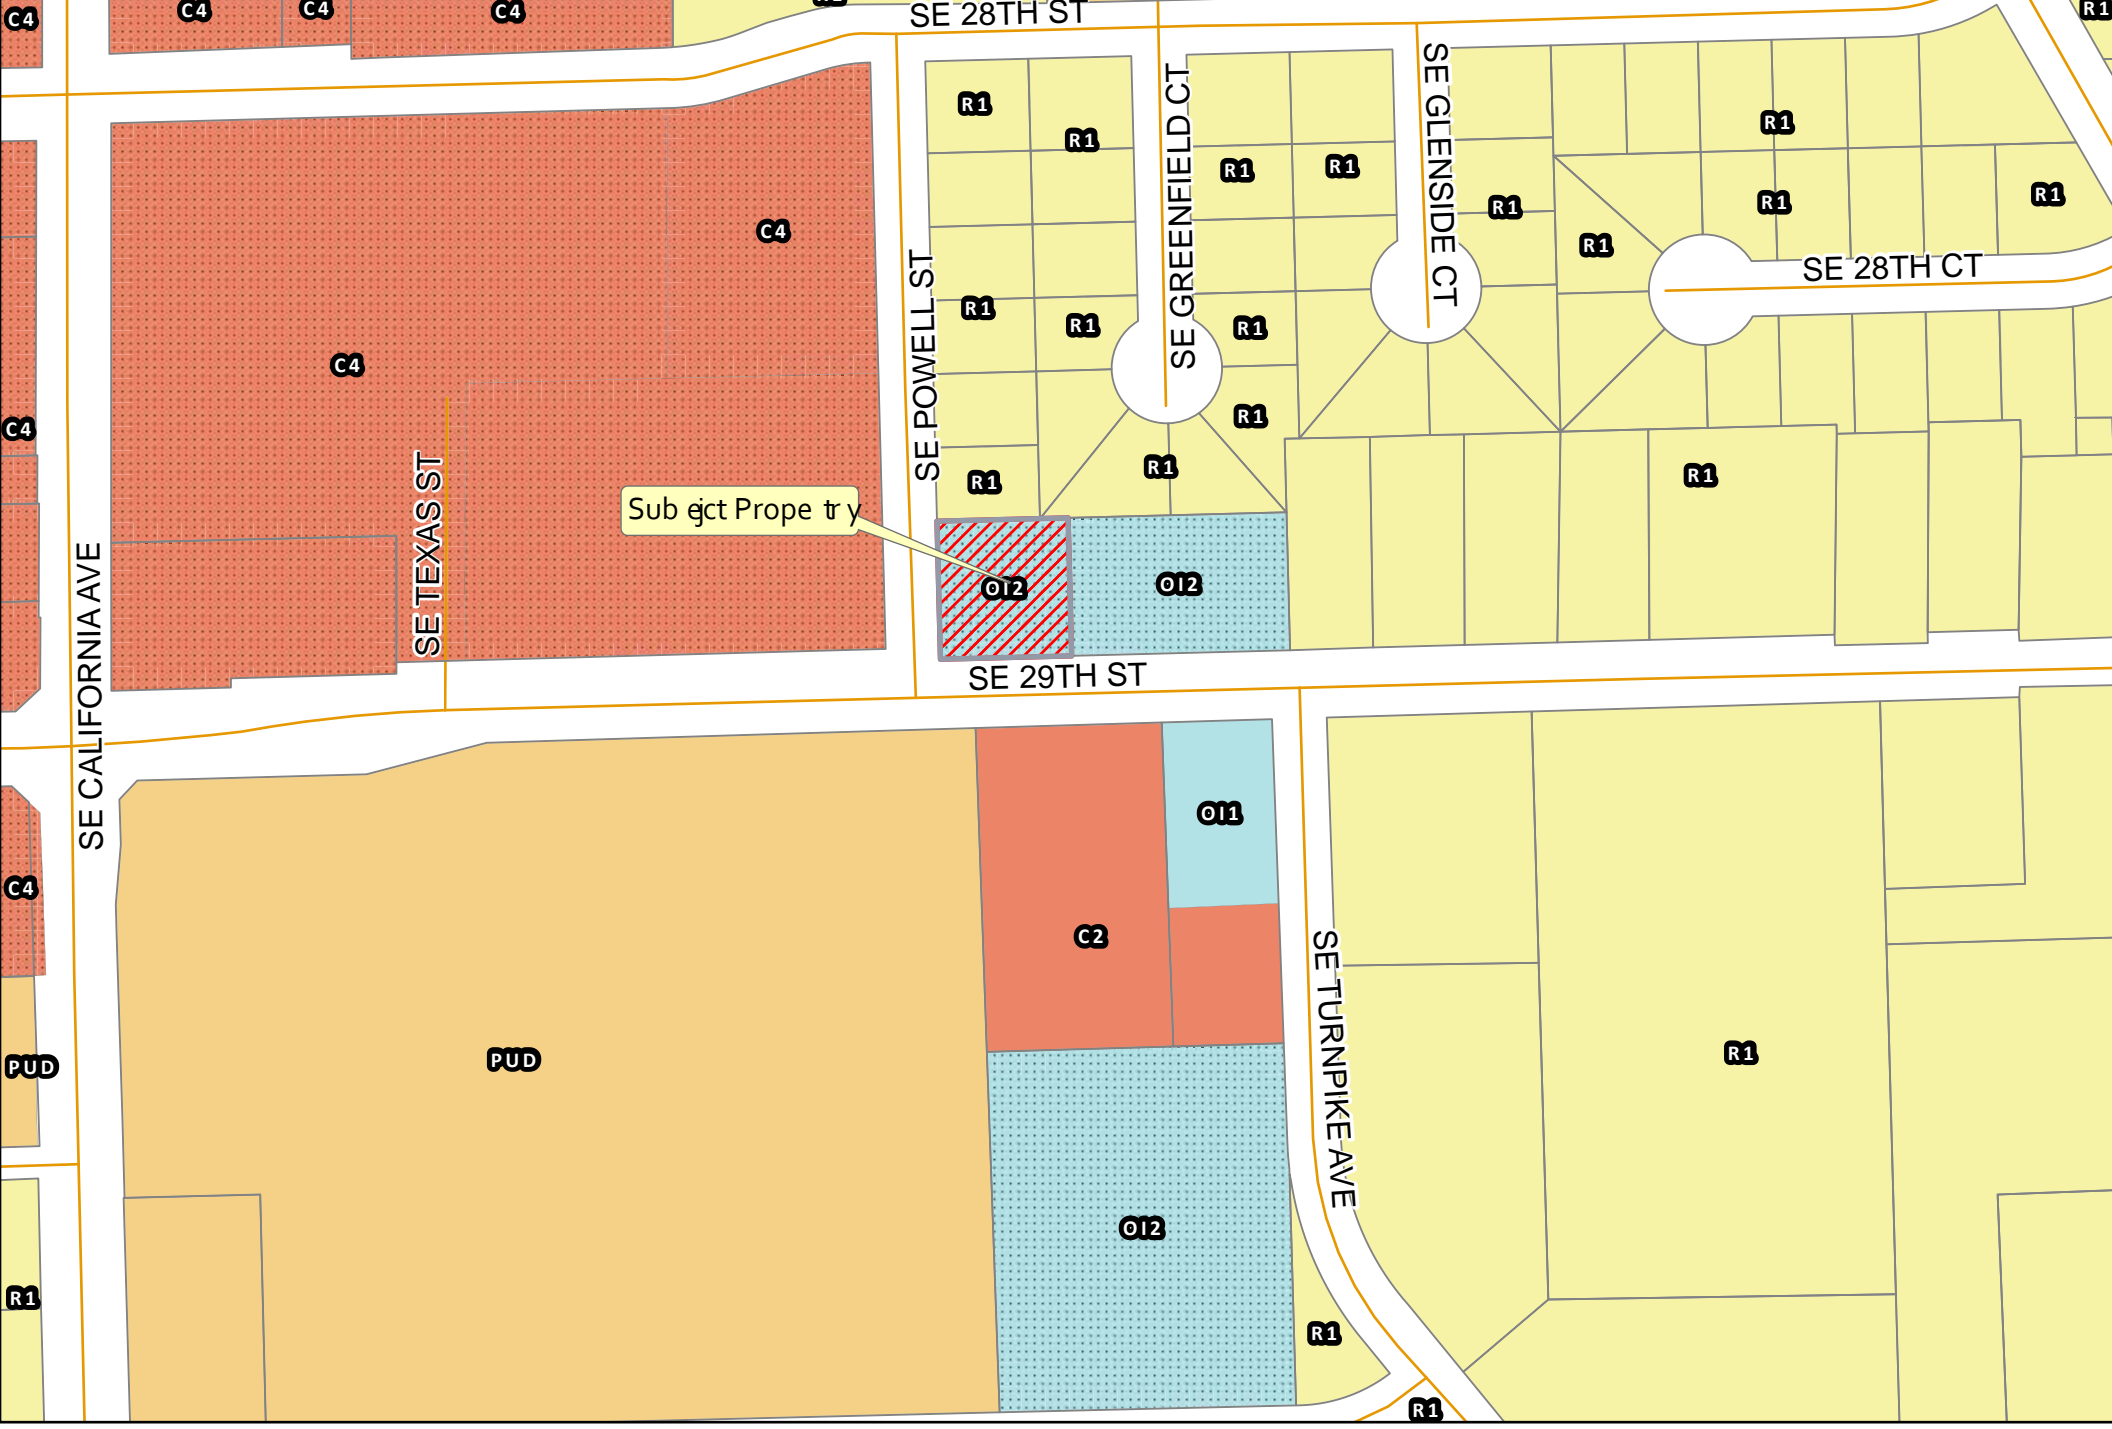 C4
C4
C4
C4
SE 28TH ST
R1
R1
R1
R1
R1
R1
SE GREENFIELD CT
SE GLENSIDE CT
R1
R1
R1
R1
C4
R1
SE 28TH CT
SE POWELL ST
R1
R1
R1
C4
R1
C4
R1
R1
R1
R1
SE TEXAS ST
Sub ejct Prope tr y
OI2
OI2
SE CALIFORNIA AVE
SE 29TH ST
OI1
C4
C2
SE TURNPIKE AVE
PUD
PUD
R1
OI2
R1
R1
R1